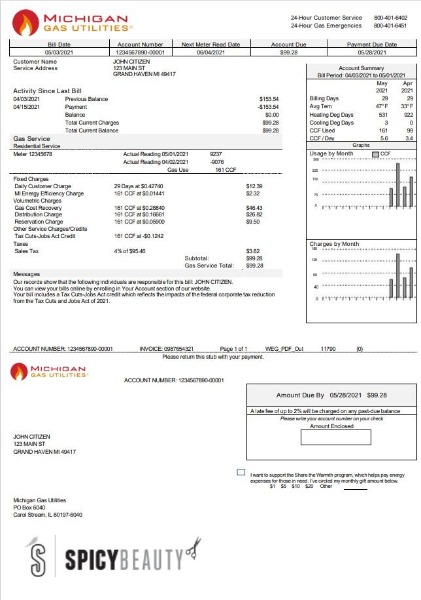 MICHIGAN
GAS UTILITIES
24-Hour Customer Service 800-401-6402
24-Hour Gas Emergencies 800-401-6451
Bill Date Account Number Next Meter Read Date Account Due Payment Due Date
05/03/2021 1234567890-00001 06/04/2021 $99.28 05/28/2021
Customer Name JOHN CITIZEN
Service Address 123 MAIN ST
GRAND HAVEN MI 49417
Account Summary
Bill Period: 04/03/2021 to 05/01/2021
May Apr
2021 2021
Billing Days 29 29
Avg Tem 47° F 33° F
Heating Deg Days 531 922
Cooling Deg Days 3 0
CCF Used 161 99
CCF / Day 5.6 3.4
Graphs
Usage by Month CCF
Charges by Month
Activity Since Last Bill
04/03/2021 Previous Balance $153.54
04/15/2021 Payment -$153.54
Balance $0.00
Total Current Charges $99.28
Total Current Balance $99.28
Gas Service
Residential Service
Meter 12345678 Actual Reading 05/01/2021 9237
Actual Reading 04/02/2021 -9076
Gas Use 161 CCF
Fixed Charges
Daily Customer Charge 29 Days at $0.42740 $12.39
MI Energy Efficiency Charge 161 CCF at $0.01441 $2.32
Volumetric Charges
Gas Cost Recovery 161 CCF at $0.28840 $46.43
Distribution Charge 161 CCF at $0.16661 $26.82
Reservation Charge 161 CCF at $0.05900 $9.50
Other Service Charges/Credits
Tax Cuts-Jobs Act Credit 161 CCF at -$0.1242
Taxes
Sales Tax 4% of $95.46 $3.82
Subtotal: $99.28
Gas Service Total: $99.28
Messages
Our records show that the following individuals are responsible for this bill: JOHN CITIZEN.
You can view your bills online by enrolling in Your Account section of our website.
Your bill includes a Tax Cuts-Jobs Act credit which reflects the impacts of the federal corporate tax reduction
from the Tax Cuts and Jobs Act of 2021.
ACCOUNT NUMBER: 1234567890-00001 INVOICE: 0987654321 Page 1 of 1 WEG_PDF_Out 11790 (0)
Please return this stub with your payment.
MICHIGAN
GAS UTILITIES
ACCOUNT NUMBER: 1234567890-00001
Amount Due By 05/28/2021 $99.28
A late fee of up to 2% will be charged on any past-due balance
Please write your account number on your check
Amount Enclosed
JOHN CITIZEN
123 MAIN ST
GRAND HAVEN MI 49417
I want to support the Share the Warmth program, which helps pay energy
expenses for those in need. I've circled my monthly gift amount below.
$1 $5 $10 $20 Other
Michigan Gas Utilities
PO Box 6040
Carol Stream, IL 60197-6040
S SPICYBEAUTY